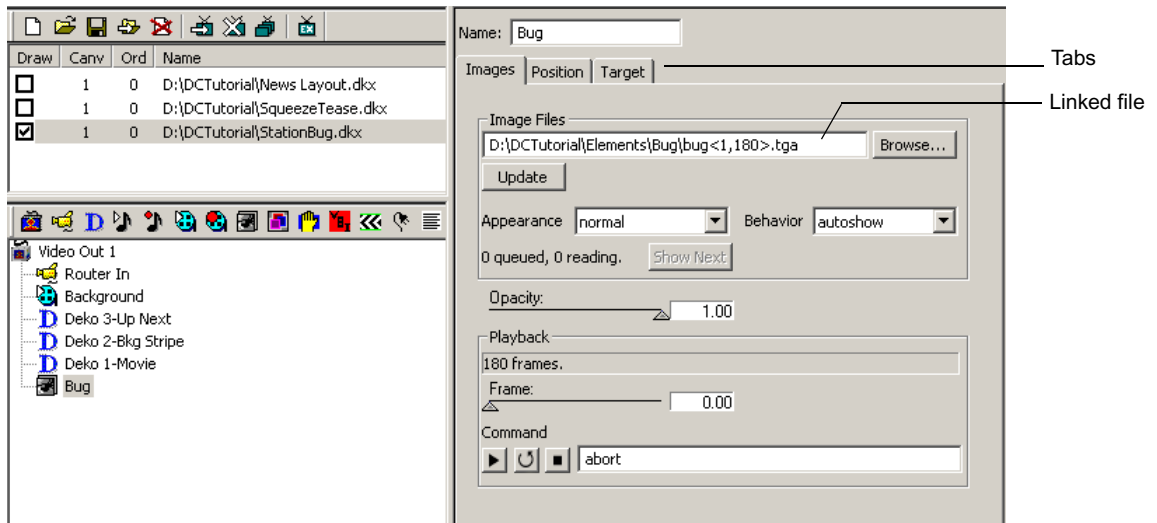 Draw Canv Ord Name
1 0 D:\DCTutorial\News Layout.dkx
1 0 D:\DCTutorial\SqueezeTease.dkx
1 0 D:\DCTutorial\StationBug.dkx
Video Out 1
Router In
Background
Deko 3-Up Next
Deko 2-Bkg Stripe
Deko 1-Movie
Bug
Name: Bug
Images Position Target
Tabs
Linked file
Image Files
D:\DCTutorial\Elements\Bug\bug<1,180>.tga Browse...
Update
Appearance normal Behavior autoshow
0 queued, 0 reading. Show Next
Opacity:
1.00
Playback
180 frames.
Frame:
0.00
Command
abort